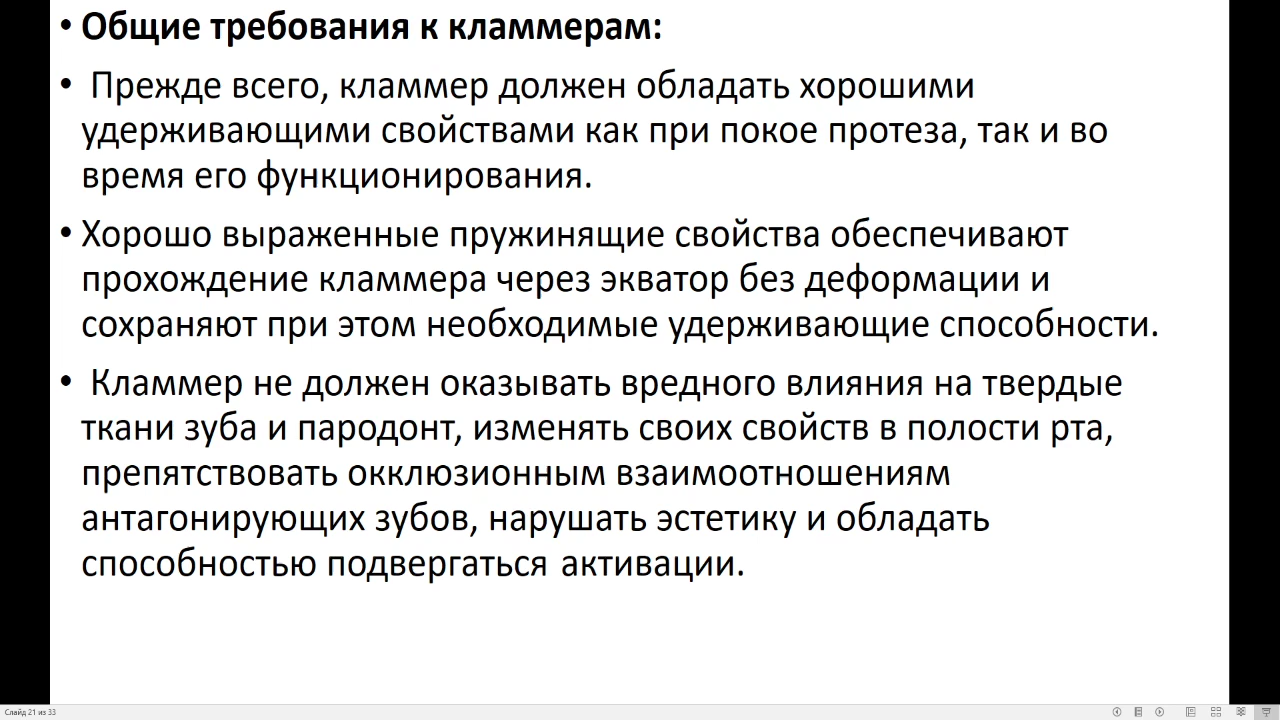 • Общие требования к кламмерам:
• Прежде всего, кламмер должен обладать хорошими
удерживающими свойствами как при покое протеза, так и во
время его функционирования.
• Хорошо выраженные пружинящие свойства обеспечивают
прохождение кламмера через экватор без деформации и
сохраняют при этом необходимые удерживающие способности.
• Кламмер не должен оказывать вредного влияния на твердые
ткани зуба и пародонт, изменять своих свойств в полости рта,
препятствовать окклюзионным взаимоотношениям
антагонирующих зубов, нарушать эстетику и обладать
способностью подвергаться активации.
Слайд 21 из 33